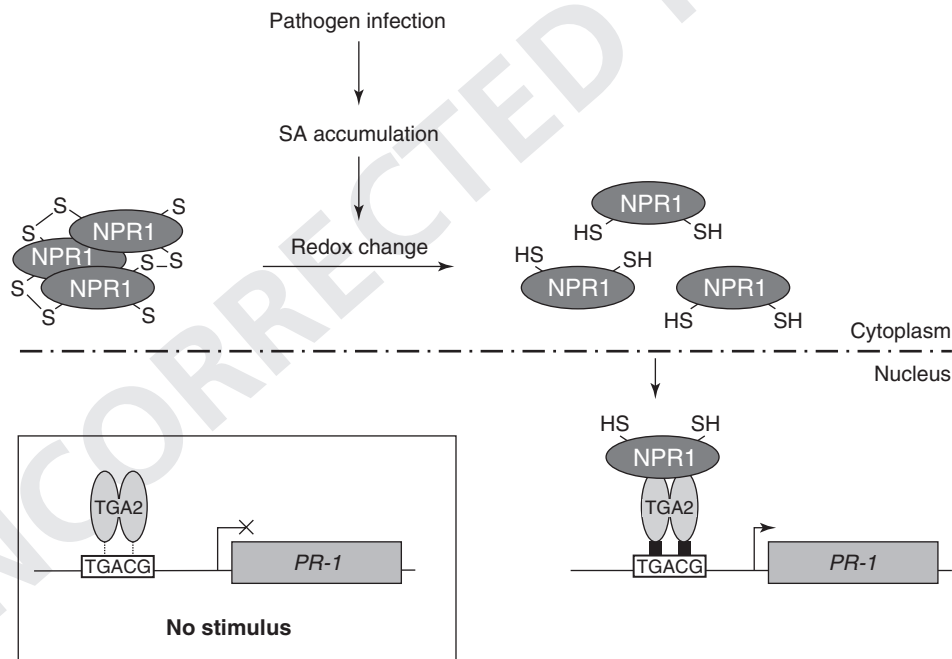 Pathogen infection
SA accumulation
Redox change
S
S
S
NPR1
NPR1
S
S
S
NPR1
S
S
NPR1
HS
SH
HS
SH
NPR1
NPR1
HS
SH
Cytoplasm
Nucleus
HS
SH
NPR1
TGA2
TGACG
PR-1
No stimulus
TGA2
TGACG
PR-1
NCORRECTED